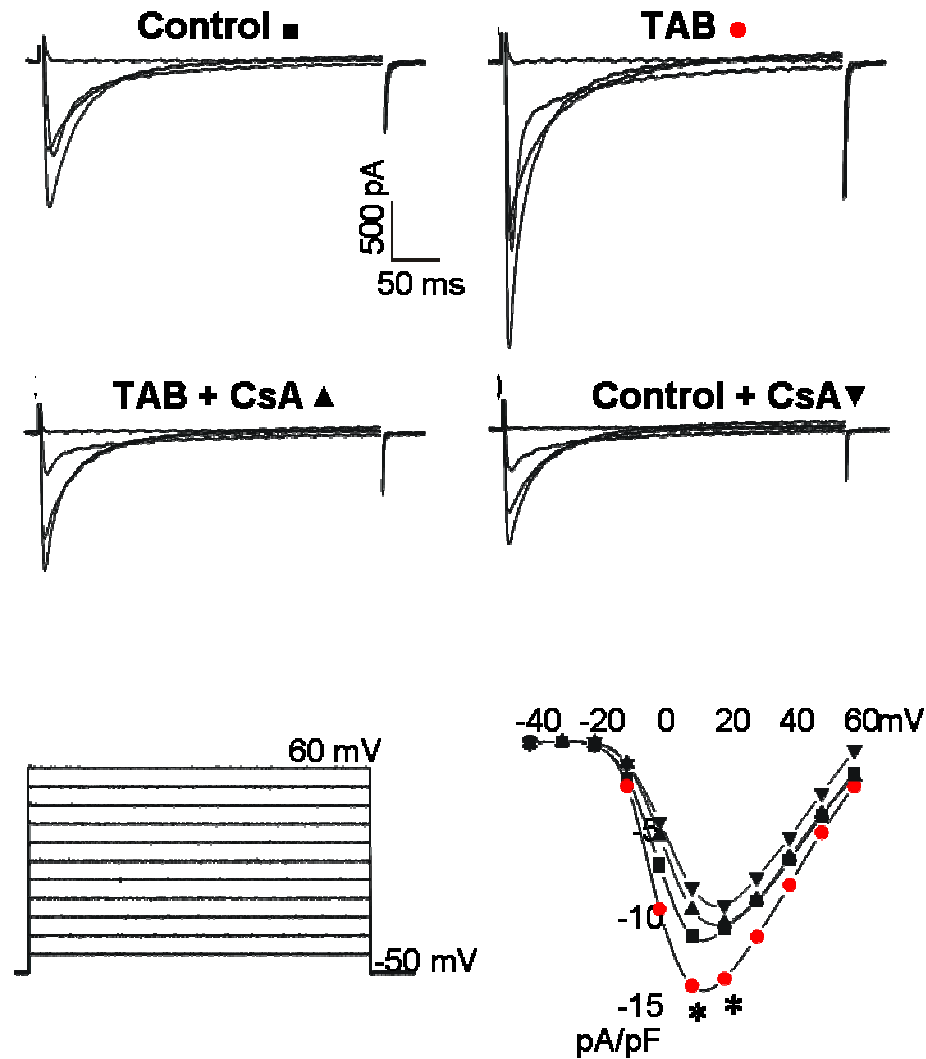 Control ■
TAB ●
500 pA
50 ms
TAB + CsA ▲
Control + CsA▼
60 mV
-50 mV
-40 -20 0 20 40 60mV
-5
-10
-15
* *
pA/pF